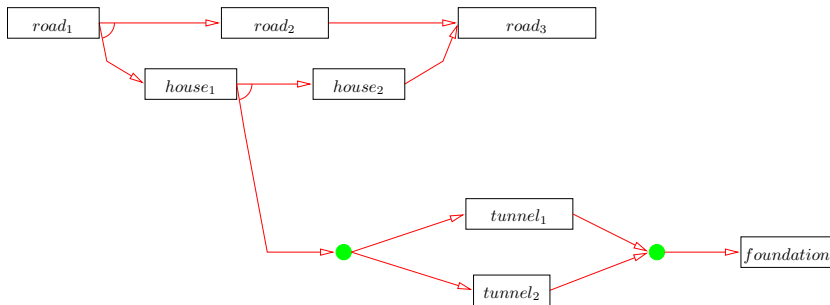 road₁
road₂
road₃
house₁
house₂
tunnel₁
foundation
tunnel₂